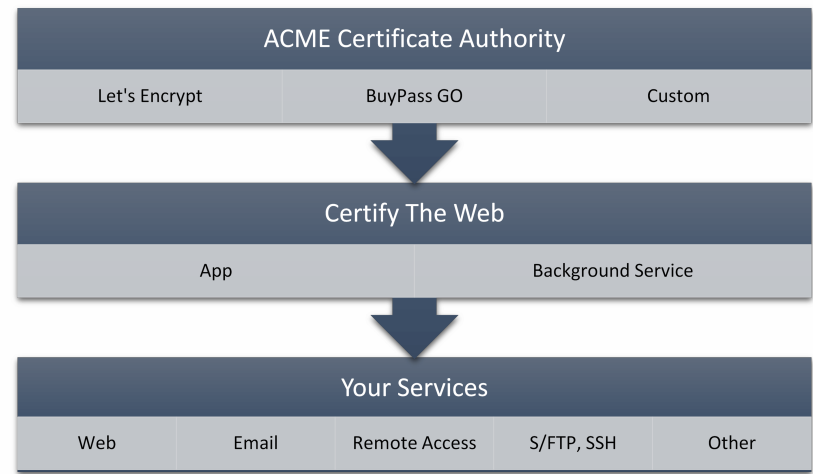 ACME Certificate Authority
Let's Encrypt BuyPass GO Custom
Certify The Web
App Background Service
Your Services
Web Email Remote Access S/FTP, SSH Other